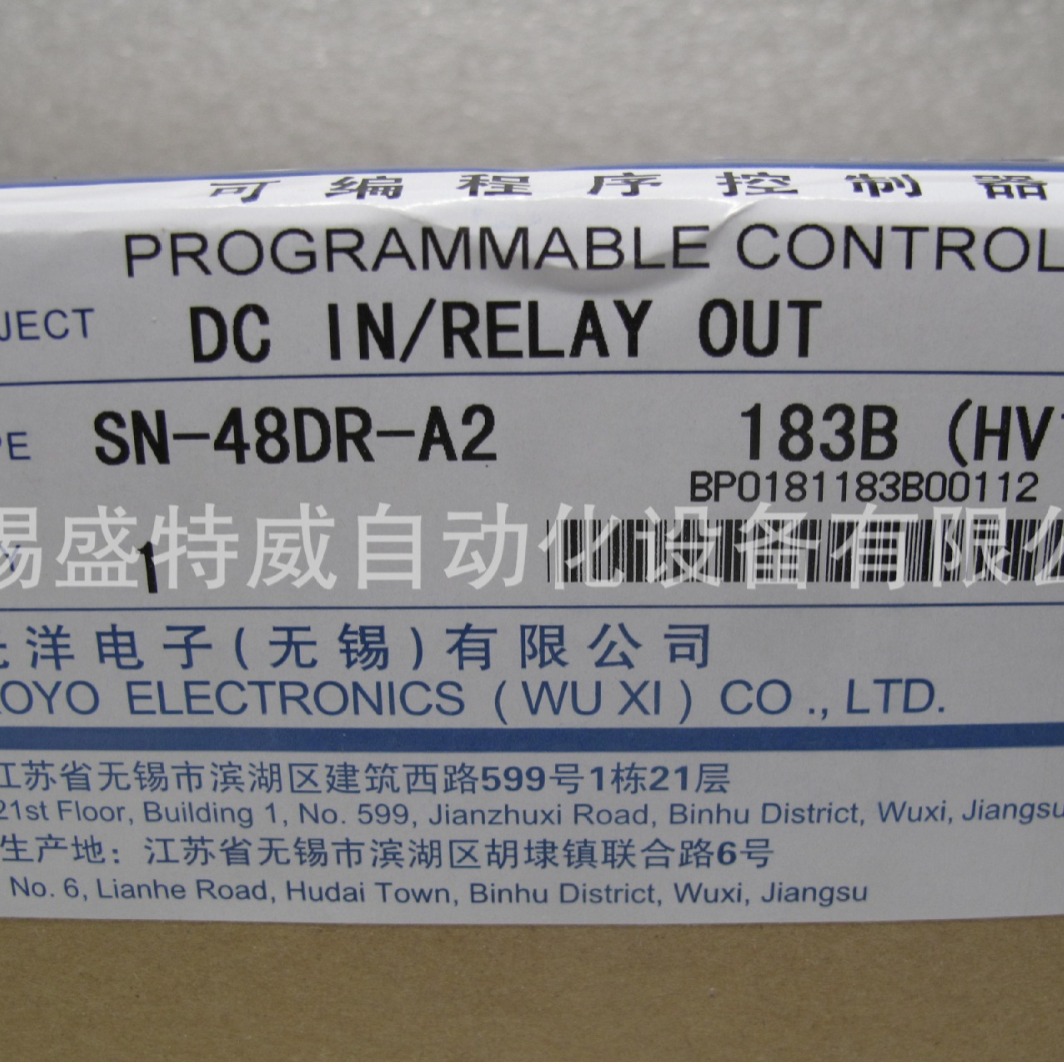 可编程序控制器
PROGRAMMABLE CONTROL
JECT DC IN/RELAY OUT
PE SN-48DR-A2 183B (HV
BP0181183B00112
1
锡盛特威自动化设备有限公
洋电子(无锡)有限公司
OYO ELECTRONICS (WU XI) CO., LTD.
江苏省无锡市滨湖区建筑西路599号1栋21层
21st Floor, Building 1, No. 599, Jianzhuxi Road, Binhu District, Wuxi, Jiangsu
生产地：江苏省无锡市滨湖区胡埭镇联合路6号
No. 6, Lianhe Road, Hudai Town, Binhu District, Wuxi, Jiangsu